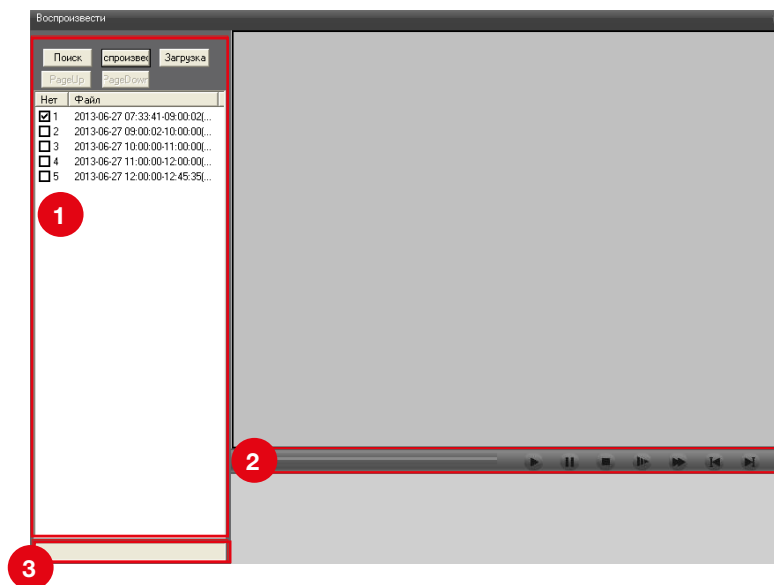 Воспроизвести
Поиск спроизвес Загрузка
PageUp PageDown
Нет Файл
1 2013-06-27 07:33:41-09:00:02(...
2 2013-06-27 09:00:02-10:00:00(...
3 2013-06-27 10:00:00-11:00:00(...
4 2013-06-27 11:00:00-12:00:00(...
5 2013-06-27 12:00:00-12:45:35(...
1
2
3